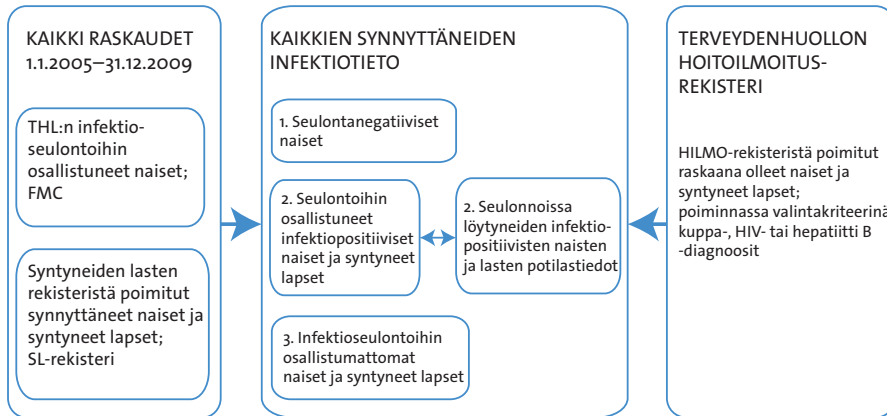 KAIKKI RASKAUDET
1.1.2005–31.12.2009
THL:n infektio-
seulontoihin
osallistuneet naiset;
FMC
Syntyneiden lasten
rekisteristä poimitut
synnyttäneet naiset ja
syntyneet lapset;
SL-rekisteri
KAIKKIEN SYNNYTTÄNEIDEN
INFEKTIOTIETO
1. Seulontanegatiiviset
naiset
2. Seulontoihin
osallistuneet
infektiopositiiviset
naiset ja syntyneet
lapset
2. Seulonnoissa
löytyneiden infektio-
positiivisten naisten
ja lasten potilastiedot
3. Infektioseulontoihin
osallistumattomat
naiset ja syntyneet lapset
TERVEYDENHUOLLON
HOITOILMOITUS-
REKISTERI
HILMO-rekisteristä poimitut
raskaana olleet naiset ja
syntyneet lapset;
poiminnassa valintakriteerinä
kuppa-, HIV- tai hepatiitti B
-diagnoosit